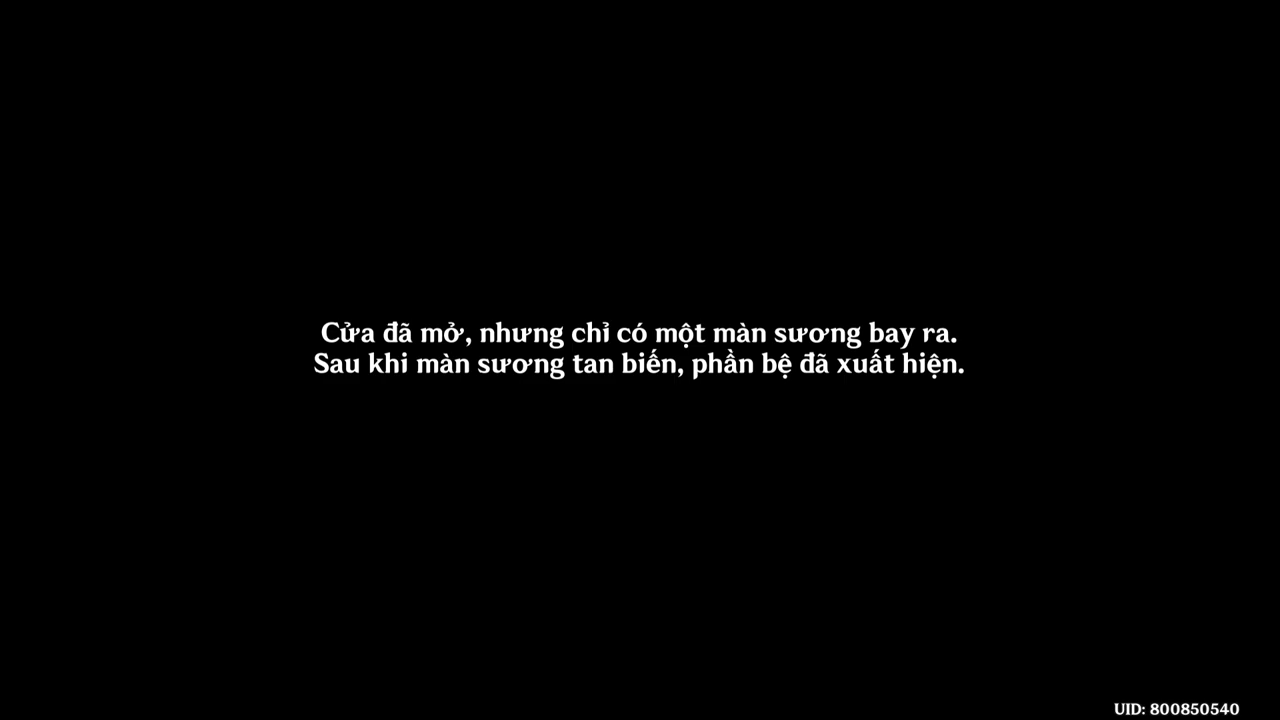 Cửa đã mở, nhưng chỉ có một màn sương bay ra.
Sau khi màn sương tan biến, phần bệ đã xuất hiện.
UID: 800850540